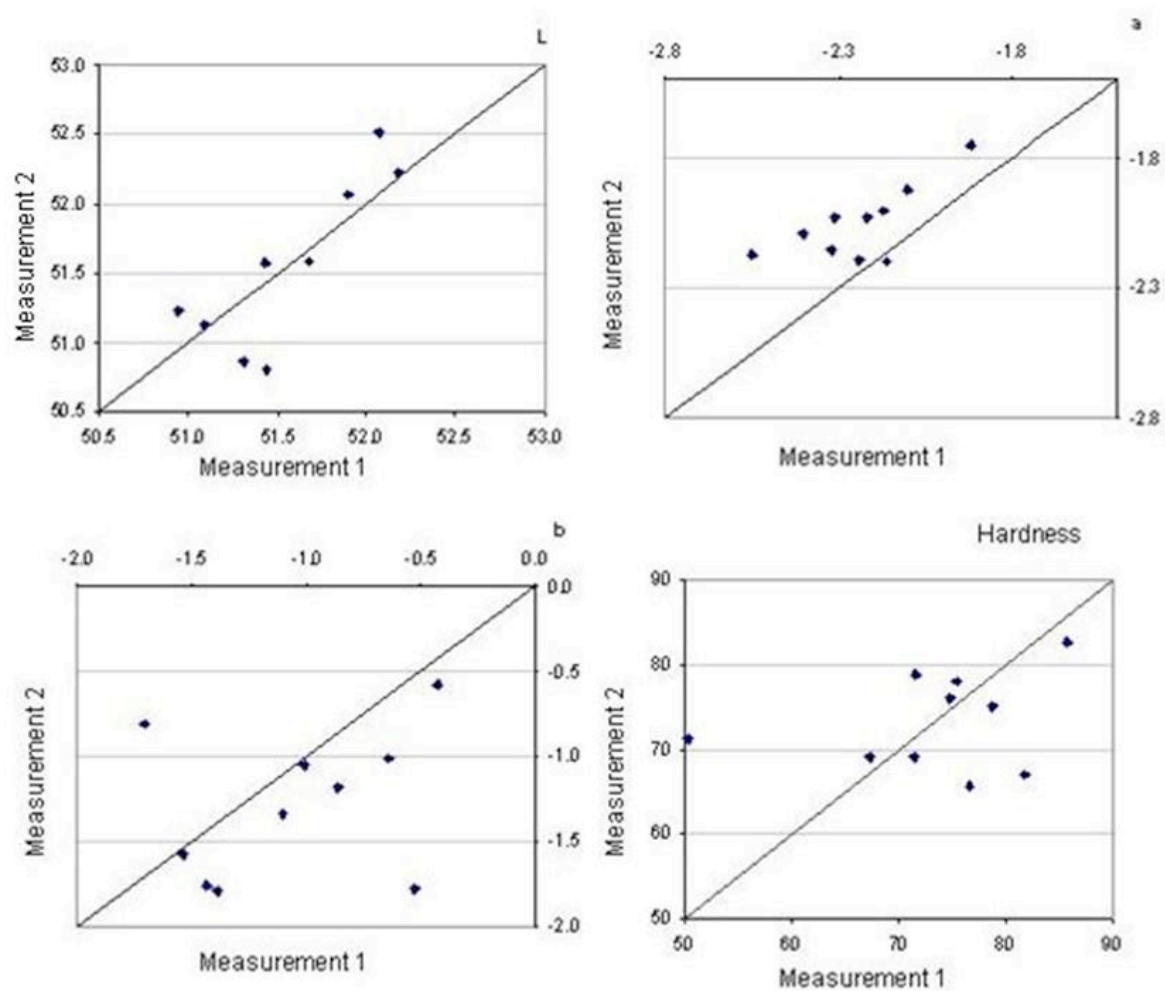 L
53.0
52.5
52.0
51.5
51.0
50.5
Measurement 2
50.5 51.0 51.5 52.0 52.5 53.0
Measurement 1
a
-2.8 -2.3 -1.8
-1.8
-2.3
-2.8
Measurement 2
Measurement 1
b
-2.0 -1.5 -1.0 -0.5 0.0
0.0
-0.5
-1.0
-1.5
-2.0
Measurement 2
Measurement 1
Hardness
90
80
70
60
50
Measurement 2
50 60 70 80 90
Measurement 1